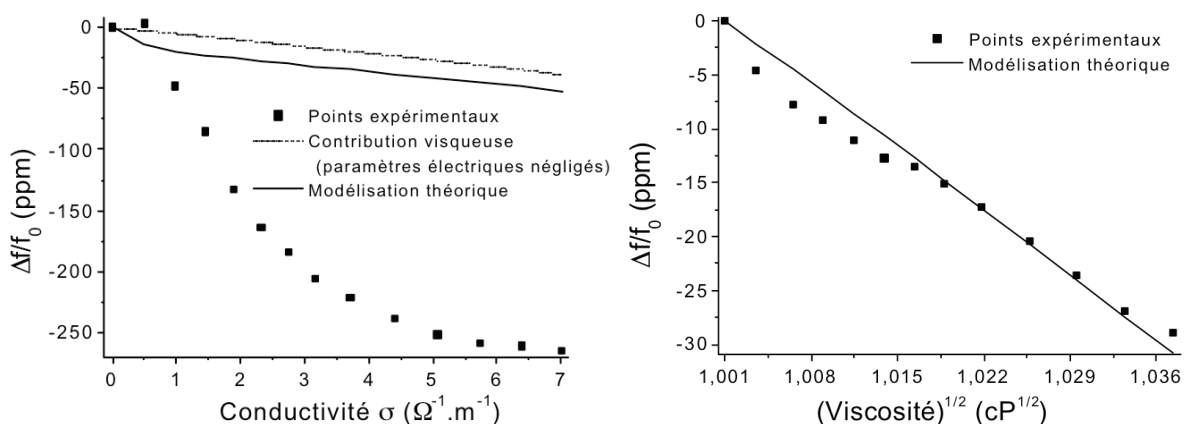 0
-50
-100
-150
-200
-250
Δf/f0 (ppm)
Points expérimentaux
Contribution visqueuse
(paramètres électriques négligés)
Modélisation théorique
0 1 2 3 4 5 6 7
Conductivité σ (Ω-1.m-1)
0
-5
-10
-15
-20
-25
-30
Δf/f0 (ppm)
Points expérimentaux
Modélisation théorique
1,001 1,008 1,015 1,022 1,029 1,036
(Viscosité)1/2 (cP1/2)